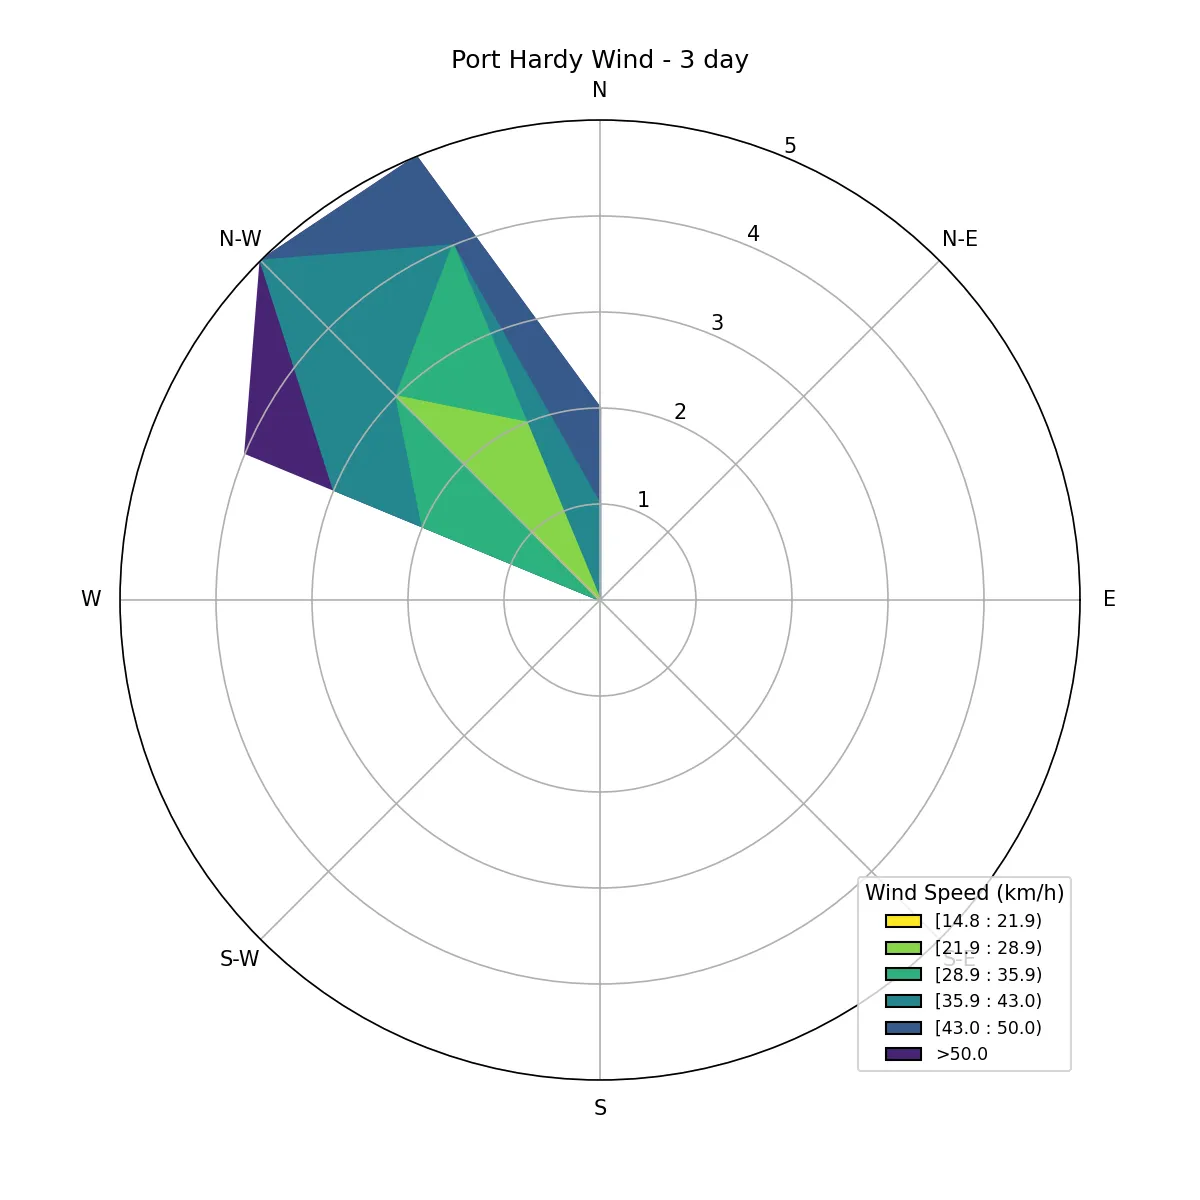 Port Hardy Wind - 3 day
N
5
N-W
4
N-E
3
2
1
W
E
S-W
S-E
S
Wind Speed (km/h)
[14.8 : 21.9)
[21.9 : 28.9)
[28.9 : 35.9)
[35.9 : 43.0)
[43.0 : 50.0)
>50.0